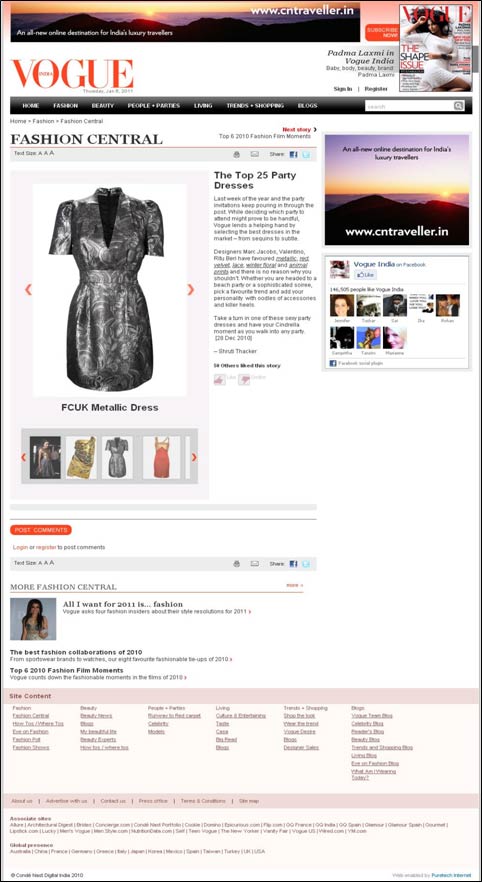 An all-new online destination for luxury travellers
www.cntraveller.in
SUBSCRIBE NOW!
VOGUE
THE SHAPE ISSUE
VOGUE
INDIA
Padma Laxmi in
Vogue India
Baby, body, beauty, brand:
Padma Laxmi
Sign In | Register
HOME FASHION BEAUTY PEOPLE + PARTIES LIVING TRENDS + SHOPPING BLOGS
search
Home » Fashion » Fashion Central
FASHION CENTRAL
Next story
Top 6 2010 Fashion Film Moments
Text Size: A A A
Share:
The Top 25 Party
Dresses
Last week of the year and the party
invitations keep pouring in through the
post. While deciding which party to
attend might prove to be handful,
Vogue lends a helping hand by
selecting the best dresses in the
market – from sequins to subtle.
Designers Marc Jacobs, Valentino,
Ritu Beri have favoured metallic, red
velvet, lace, winter floral and animal
prints and there is no reason why you
shouldn't. Whether you are headed to a
beach party or a sophisticated soiree,
pick a favourite trend and add your
personality with oodles of accessories
and killer heels.
Take a turn in one of these sexy party
dresses and have your Cindrella
moment as you walk into any party.
[28 Dec 2010]
– Shruti Thacker
50 Others liked this story
Like
FCUK Metallic Dress
An all-new online destination for India's
luxury travellers
www.cntraveller.in
Vogue India on Facebook
Like
146,505 people like Vogue India
Jennifer Tushar Sai Zha
Sangeetha Tanvim Marianna
Facebook social plugin
POST COMMENTS
Login or register to post comments
Text Size: A A A
Share:
MORE FASHION CENTRAL
more »
All I want for 2011 is... fashion
Vogue asks four fashion insiders about their style resolutions for 2011
The best fashion collaborations of 2010
From sportswear brands to watches, our eight favourite fashionable tie-ups of 2010
Top 6 2010 Fashion Film Moments
Vogue counts down the fashionable moments in the films of 2010
Site Content
Fashion Beauty People + Parties Living Trends + Shopping Blogs
Fashion Central Beauty News Runway to Red carpet Culture & Entertaining Shop the look Vogue Team Blog
How Tos / Where Tos Blogs Celebrity Taste Wear the trend Celebrity Blog
Eye on Fashion My beautiful life Models Casa Vogue Desire Reader's Blog
Fashion Poll Beauty Experts Big Read Blogs Beauty Blog
Fashion Shows How tos / where tos Blogs Designer Sales Trends and Shopping Blog
Living Blog
Eye on Fashion Blog
What Am I Wearing
Today?
About us | Advertise with us | Contact us | Press office | Terms & Conditions | Site map
Associate sites
Allure | Architectural Digest | Brides | Concierge.com | Condé Nast Portfolio | Cookie | Domino | Epicurious.com | Flip.com | GQ France | GQ India | GQ Spain | Glamour | Glamour Spain | Gourmet |
Lipstick.com | Lucky | Men's Vogue | Men.Style.com | NutritionData.com | Self | Teen Vogue | The New Yorker | Vanity Fair | Vogue US | Wired.com | YM.com
Global presence
Australia | China | France | Germany | Greece | Italy | Japan | Korea | Mexico | Spain | Taiwan | Turkey | UK | USA
© Condé Nast Digital India 2010
Web enabled by Puretech Internet